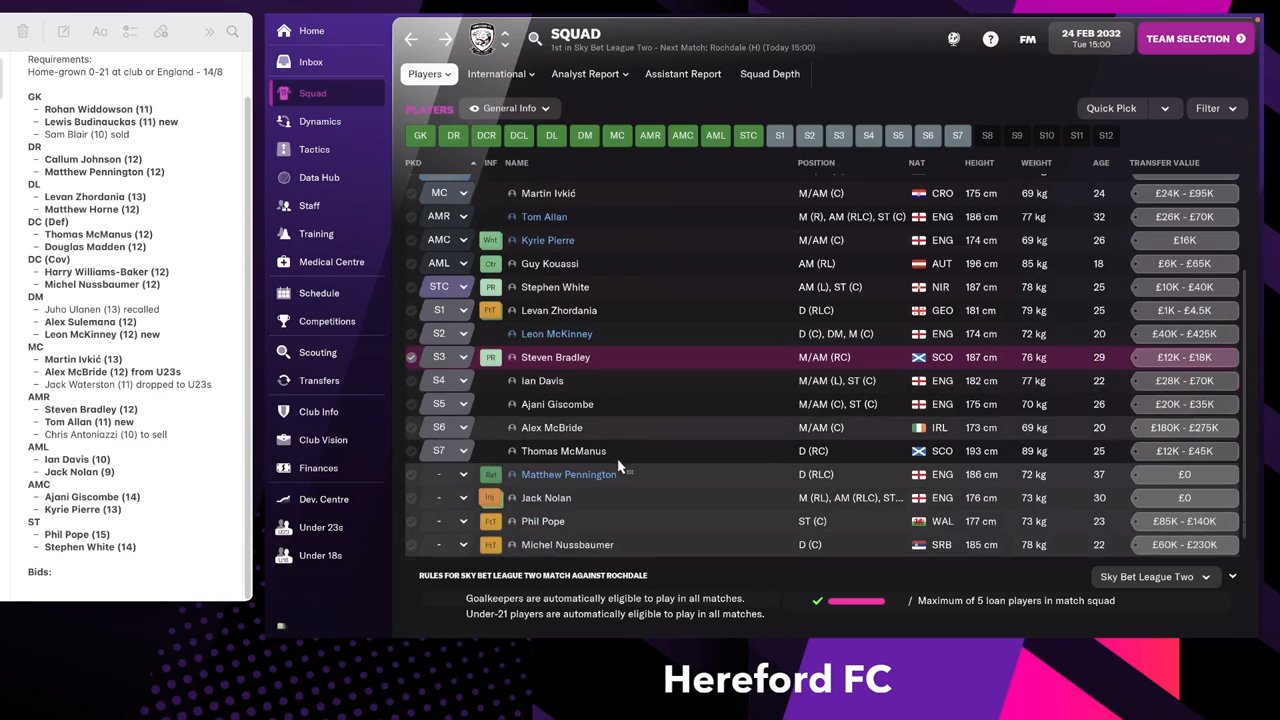 Requirements:
Home-grown 0-21 at club or England - 14/8
GK
- Rohan Widdowson (11)
- Lewis Budinauckas (11) new
- Sam Blair (10) sold
DR
- Callum Johnson (12)
- Matthew Pennington (12)
DL
- Levan Zhordania (13)
- Matthew Horne (12)
DC (Def)
- Thomas McManus (12)
- Douglas Madden (12)
DC (Cov)
- Harry Williams-Baker (12)
- Michel Nussbaumer (12)
DM
- Juho Ulanen (13) recalled
- Alex Sulemana (12)
- Leon McKinney (12) new
MC
- Martin Ivkić (13)
- Alex McBride (12) from U23s
- Jack Waterston (11) dropped to U23s
AMR
- Steven Bradley (12)
- Tom Allan (11) new
- Chris Antoniazzi (10) to sell
AML
- Ian Davis (10)
- Jack Nolan (9)
AMC
- Ajani Giscombe (14)
- Kyrie Pierre (13)
ST
- Phil Pope (15)
- Stephen White (14)
Bids:
Home
Inbox
Squad
Dynamics
Tactics
Data Hub
Staff
Training
Medical Centre
Schedule
Competitions
Scouting
Transfers
Club Info
Club Vision
Finances
Dev. Centre
Under 23s
Under 18s
SQUAD
1st in Sky Bet League Two - Next Match: Rochdale (H) (Today 15:00)
FM
24 FEB 2032
Tue 15:00
TEAM SELECTION
Players International Analyst Report Assistant Report Squad Depth
PLAYERS General Info Quick Pick Filter
GK DR DCR DCL DL DM MC AMR AMC AML STC S1 S2 S3 S4 S5 S6 S7 S8 S9 S10 S11 S12
PKD INF NAME POSITION NAT HEIGHT WEIGHT AGE TRANSFER VALUE
MC Martin Ivkić M/AM (C) CRO 175 cm 69 kg 24 £24K - £95K
AMR Tom Allan M (R), AM (RLC), ST (C) ENG 186 cm 77 kg 32 £26K - £70K
AMC Wnt Kyrie Pierre M/AM (C) ENG 174 cm 69 kg 26 £16K
AML Ctr Guy Kouassi AM (RL) AUT 196 cm 85 kg 18 £6K - £65K
STC PR Stephen White AM (L), ST (C) NIR 187 cm 78 kg 25 £10K - £40K
S1 FtT Levan Zhordania D (RLC) GEO 181 cm 79 kg 25 £1K - £4.5K
S2 Leon McKinney D (C), DM, M (C) ENG 174 cm 72 kg 20 £40K - £425K
S3 PR Steven Bradley M/AM (RC) SCO 187 cm 76 kg 29 £12K - £18K
S4 Ian Davis M/AM (L), ST (C) ENG 182 cm 77 kg 22 £28K - £70K
S5 Ajani Giscombe M/AM (C), ST (C) ENG 175 cm 70 kg 26 £20K - £35K
S6 Alex McBride M/AM (C) IRL 173 cm 69 kg 20 £180K - £275K
S7 Thomas McManus D (RC) SCO 193 cm 89 kg 25 £12K - £45K
- Ret Matthew Pennington D (RLC) ENG 186 cm 72 kg 37 £0
- Inj Jack Nolan M (RL), AM (RLC), ST... ENG 176 cm 73 kg 30 £0
- FtT Phil Pope ST (C) WAL 177 cm 73 kg 23 £85K - £140K
- FtT Michel Nussbaumer D (C) SRB 185 cm 78 kg 22 £60K - £230K
RULES FOR SKY BET LEAGUE TWO MATCH AGAINST ROCHDALE Sky Bet League Two
Goalkeepers are automatically eligible to play in all matches.
Under-21 players are automatically eligible to play in all matches.
/ Maximum of 5 loan players in match squad
Hereford FC